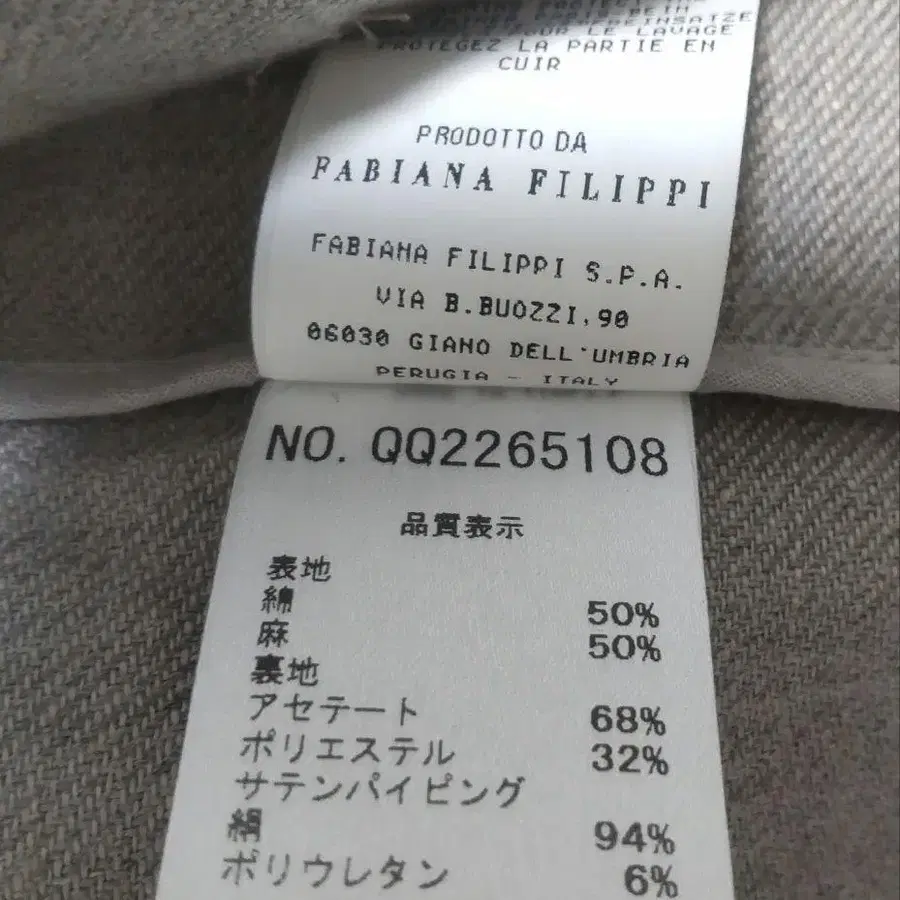 POUR LE LAVAGE
PROTEGEZ LA PARTIE EN
CUIR
PRODOTTO DA
FABIANA FILIPPI
FABIANA FILIPPI S.P.A.
VIA B.BUOZZI,90
06030 GIANO DELL'UMBRIA
PERUGIA - ITALY
NO. QQ2265108
品質表示
表地
綿 50%
麻 50%
裏地
アセテート 68%
ポリエステル 32%
サテンパイピング
絹 94%
ポリウレタン 6%